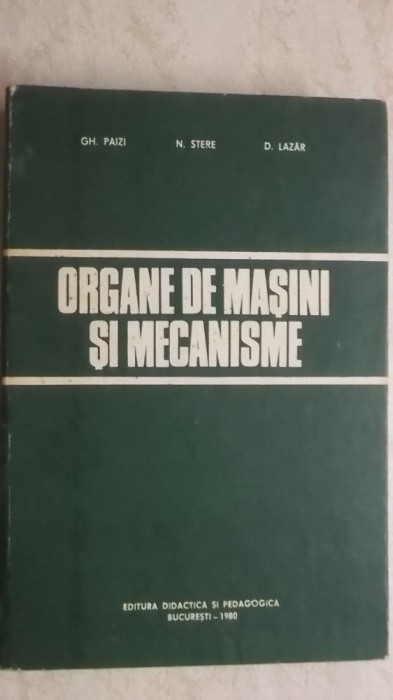 GH. PAIZI N. STERE D. LAZĂR
ORGANE DE MAȘINI
ȘI MECANISME
EDITURA DIDACTICA ȘI PEDAGOGICA
BUCUREȘTI - 1980